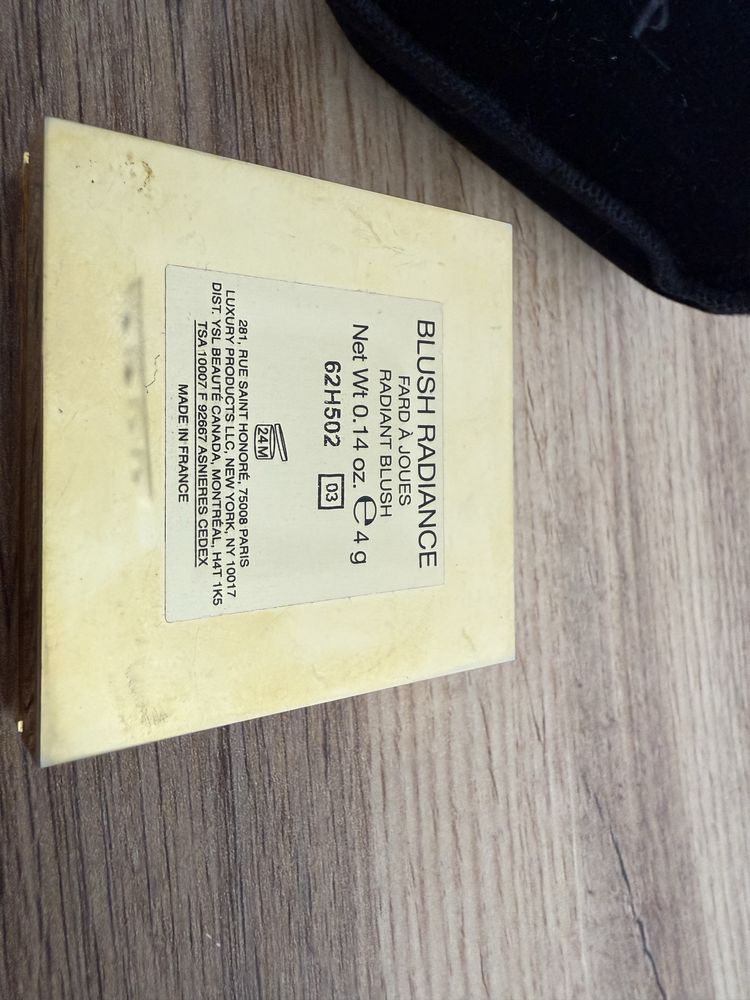 BLUSH RADIANCE
FARD À JOUES
RADIANT BLUSH
Net Wt 0.14 oz. ℮ 4 g
62H502 03
24M
281, RUE SAINT HONORÉ, 75008 PARIS
LUXURY PRODUCTS LLC, NEW YORK, NY 10017
DIST. YSL BEAUTÉ CANADA, MONTRÉAL, H4T 1K5
TSA 10007 F 92667 ASNIERES CEDEX
MADE IN FRANCE